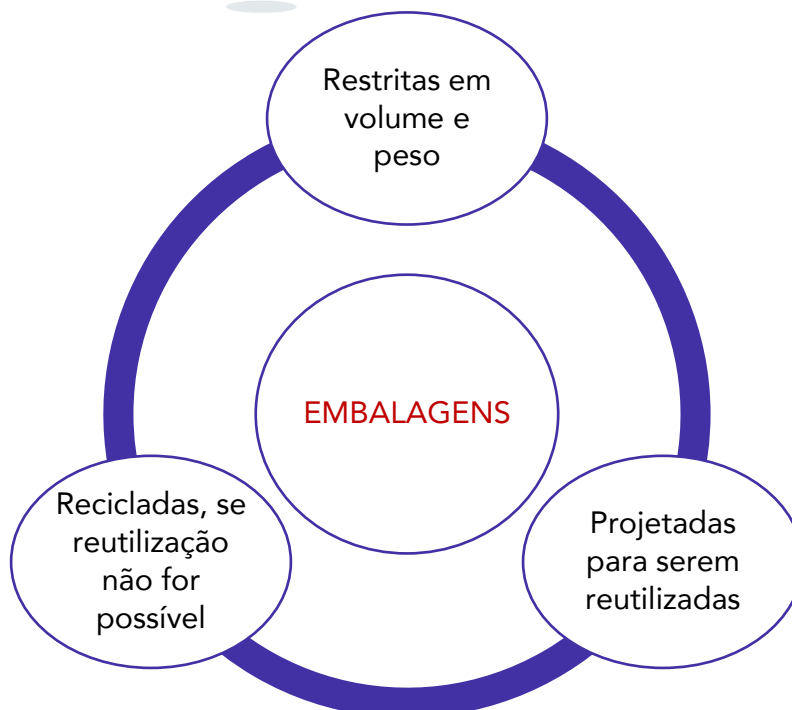 Restritas em
volume e
peso
EMBALAGENS
Recicladas, se
reutilização
não for
possível
Projetadas
para serem
reutilizadas